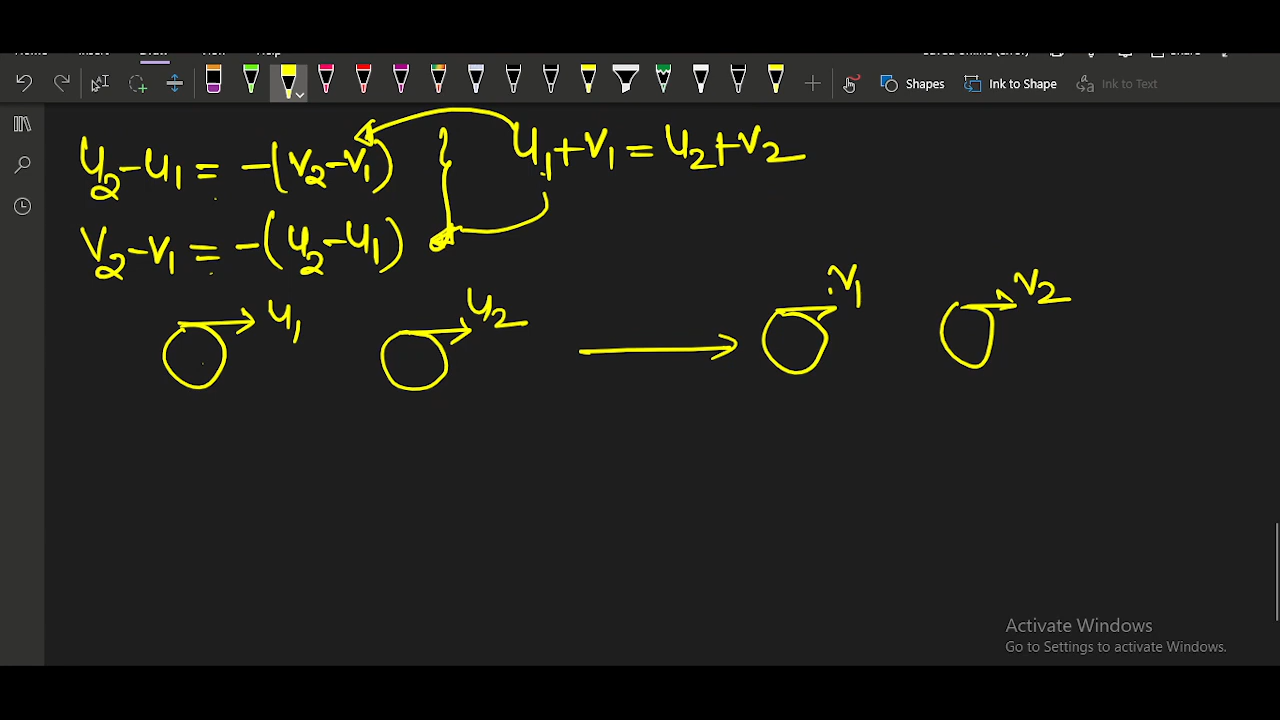 Shapes Ink to Shape Ink to Text
u₂-u₁ = -(v₂-v₁) u₁+v₁ = u₂+v₂
v₂-v₁ = -(u₂-u₁)
u₁ u₂ v₁ v₂
Activate Windows
Go to Settings to activate Windows.